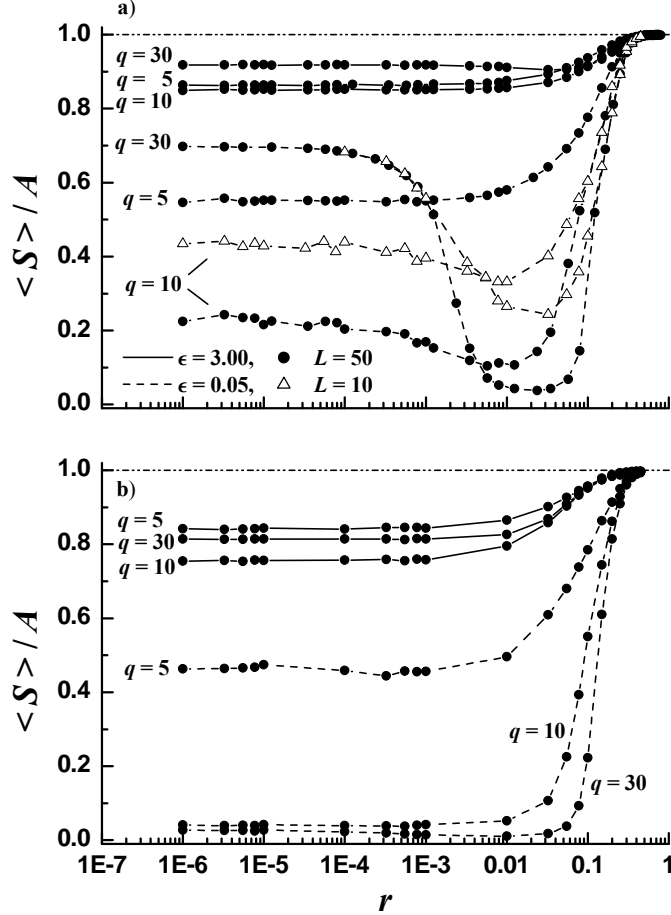 a)
1.0
q = 30
q = 5
q = 10
0.8
q = 30
0.6
q = 5
0.4
q = 10
0.2
0.0
< S > / A
ϵ = 3.00, L = 50
ϵ = 0.05, L = 10
b)
1.0
q = 5
q = 30
q = 10
0.8
0.6
q = 5
0.4
q = 10
0.2
q = 30
0.0
< S > / A
1E-7 1E-6 1E-5 1E-4 1E-3 0.01 0.1 1
r